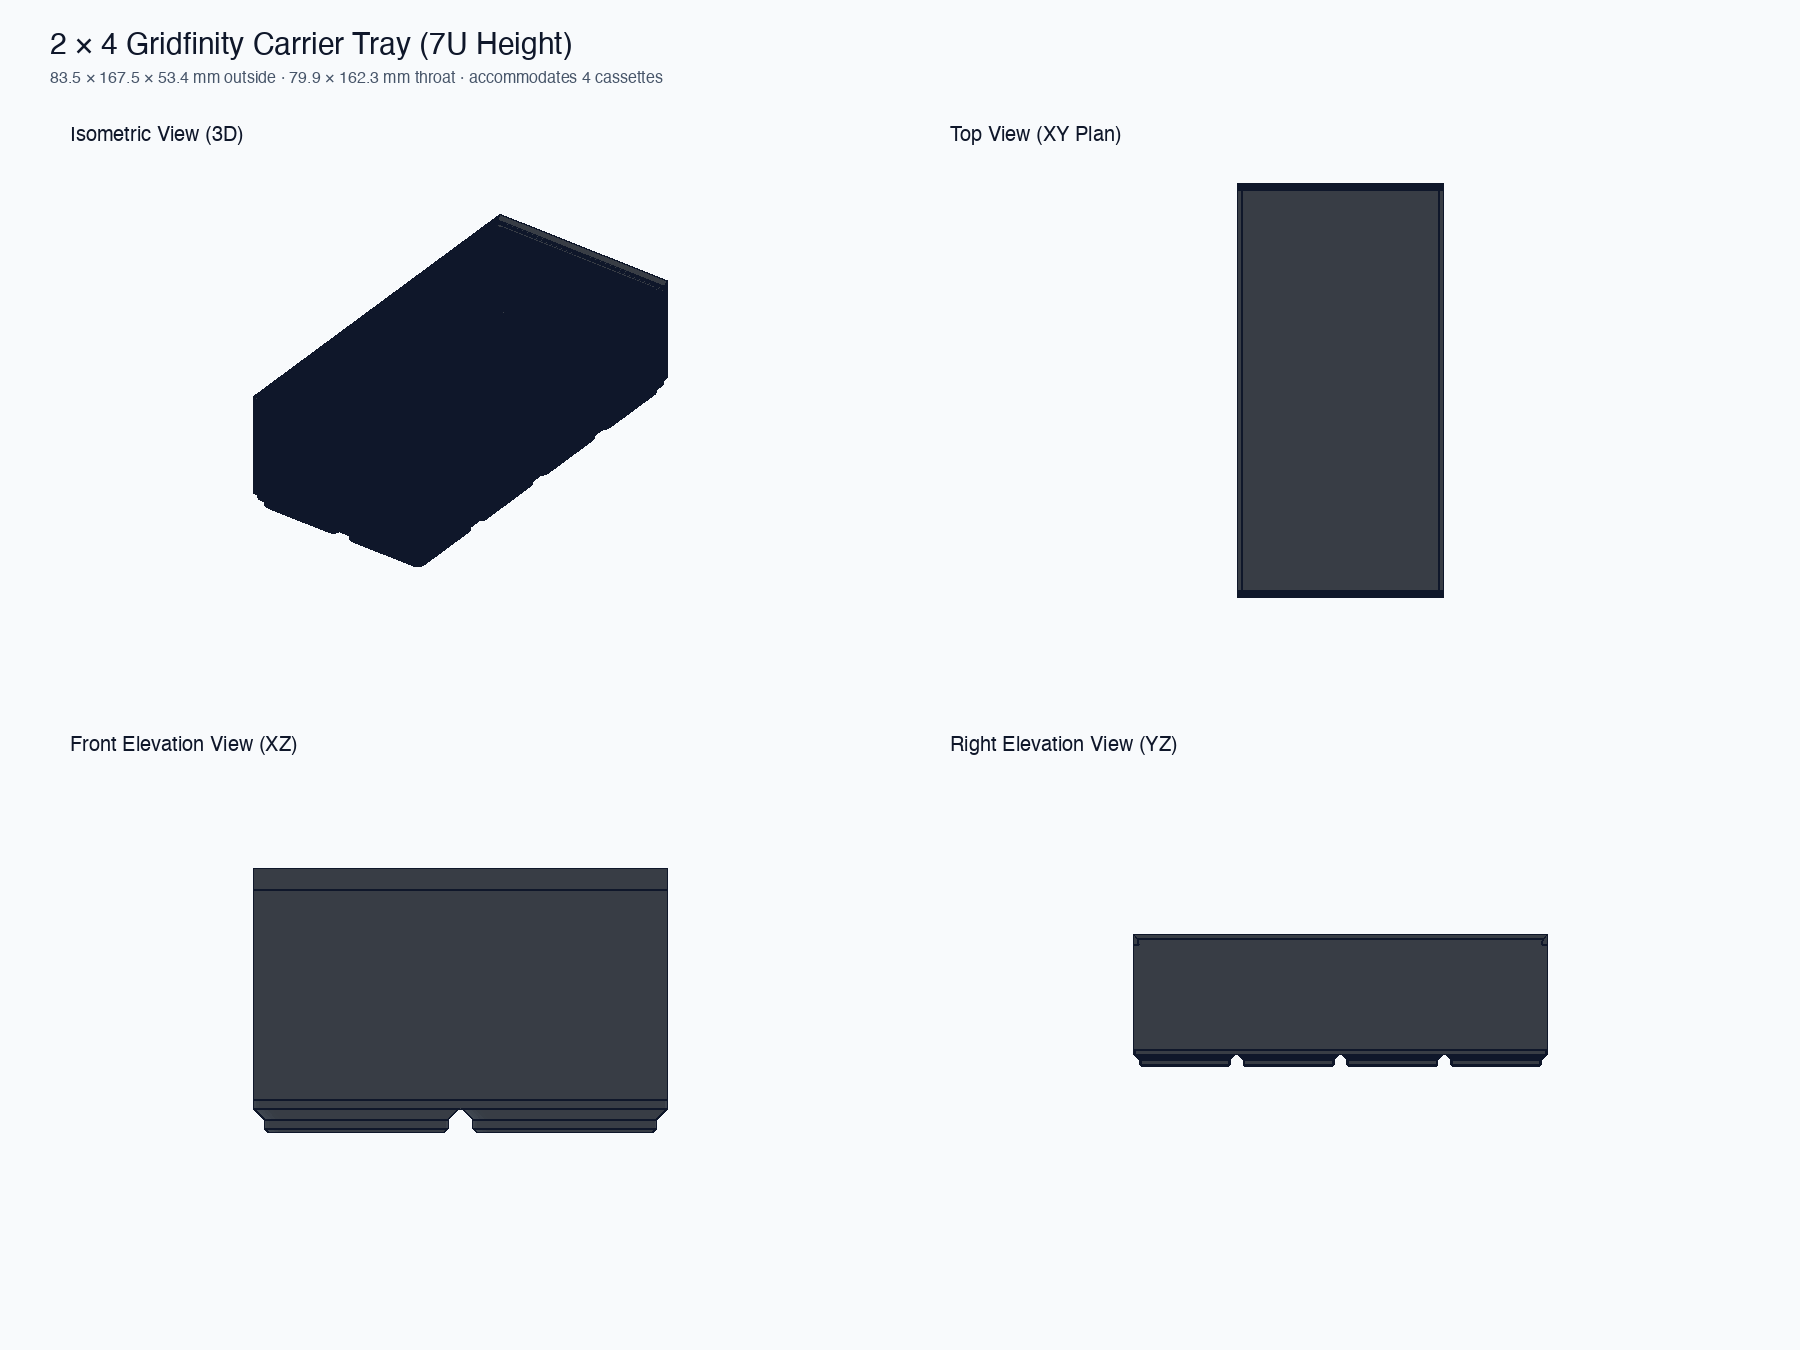 2 × 4 Gridfinity Carrier Tray (7U Height)
83.5 × 167.5 × 53.4 mm outside · 79.9 × 162.3 mm throat · accommodates 4 cassettes
Isometric View (3D)
Top View (XY Plan)
Front Elevation View (XZ)
Right Elevation View (YZ)